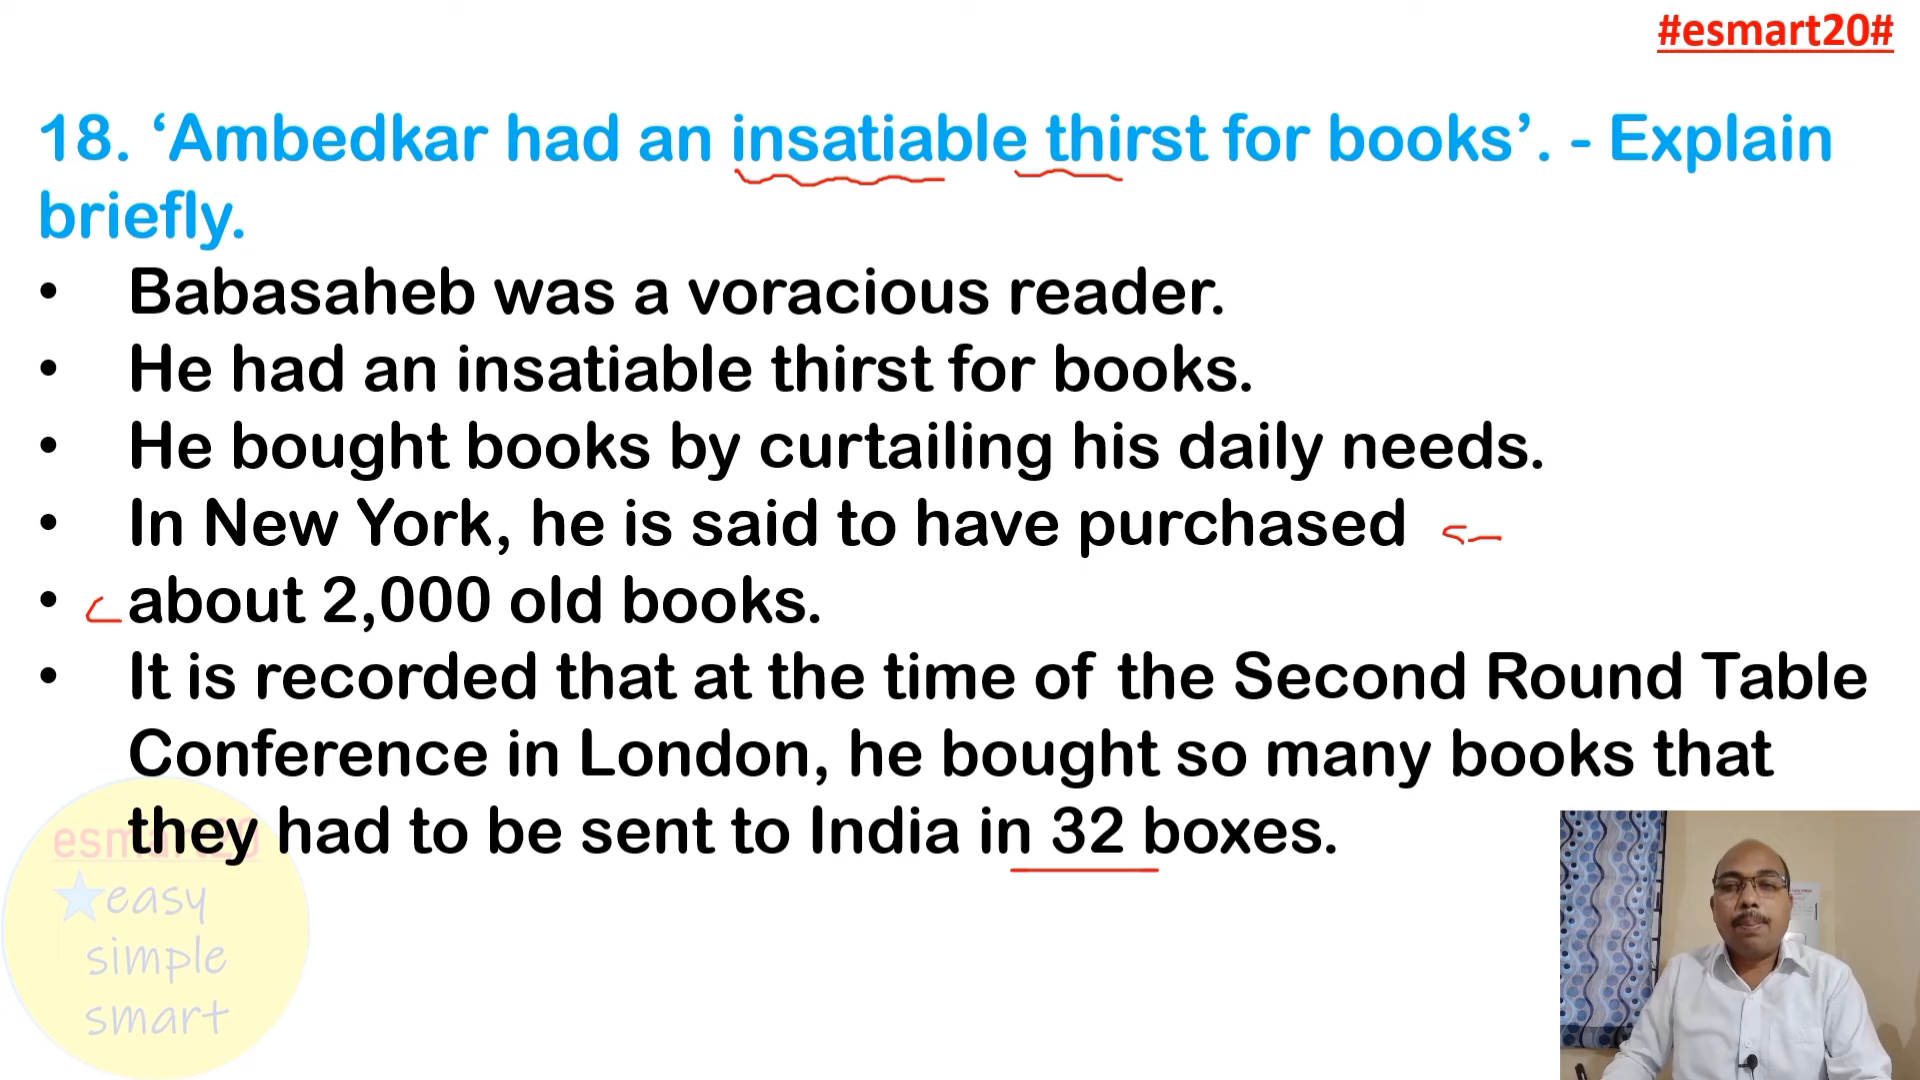 #esmart20#
18. ‘Ambedkar had an insatiable thirst for books’. - Explain
briefly.
• Babasaheb was a voracious reader.
• He had an insatiable thirst for books.
• He bought books by curtailing his daily needs.
• In New York, he is said to have purchased
• about 2,000 old books.
• It is recorded that at the time of the Second Round Table
Conference in London, he bought so many books that
they had to be sent to India in 32 boxes.
esmart20
easy
simple
smart